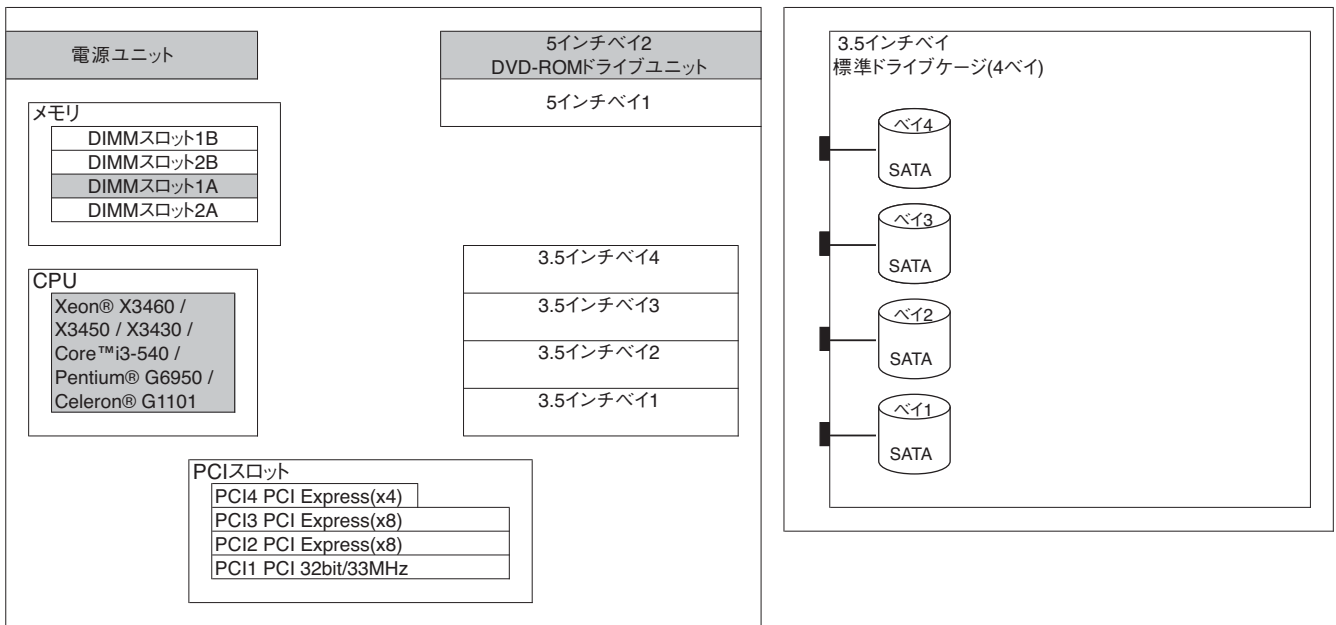 電源ユニット
5インチベイ2
DVD-ROMドライブユニット
5インチベイ1
メモリ
DIMMスロット1B
DIMMスロット2B
DIMMスロット1A
DIMMスロット2A
CPU
Xeon® X3460 /
X3450 / X3430 /
Core™i3-540 /
Pentium® G6950 /
Celeron® G1101
3.5インチベイ4
3.5インチベイ3
3.5インチベイ2
3.5インチベイ1
PCIスロット
PCI4 PCI Express(x4)
PCI3 PCI Express(x8)
PCI2 PCI Express(x8)
PCI1 PCI 32bit/33MHz
3.5インチベイ
標準ドライブケージ(4ベイ)
ベイ4
SATA
ベイ3
SATA
ベイ2
SATA
ベイ1
SATA